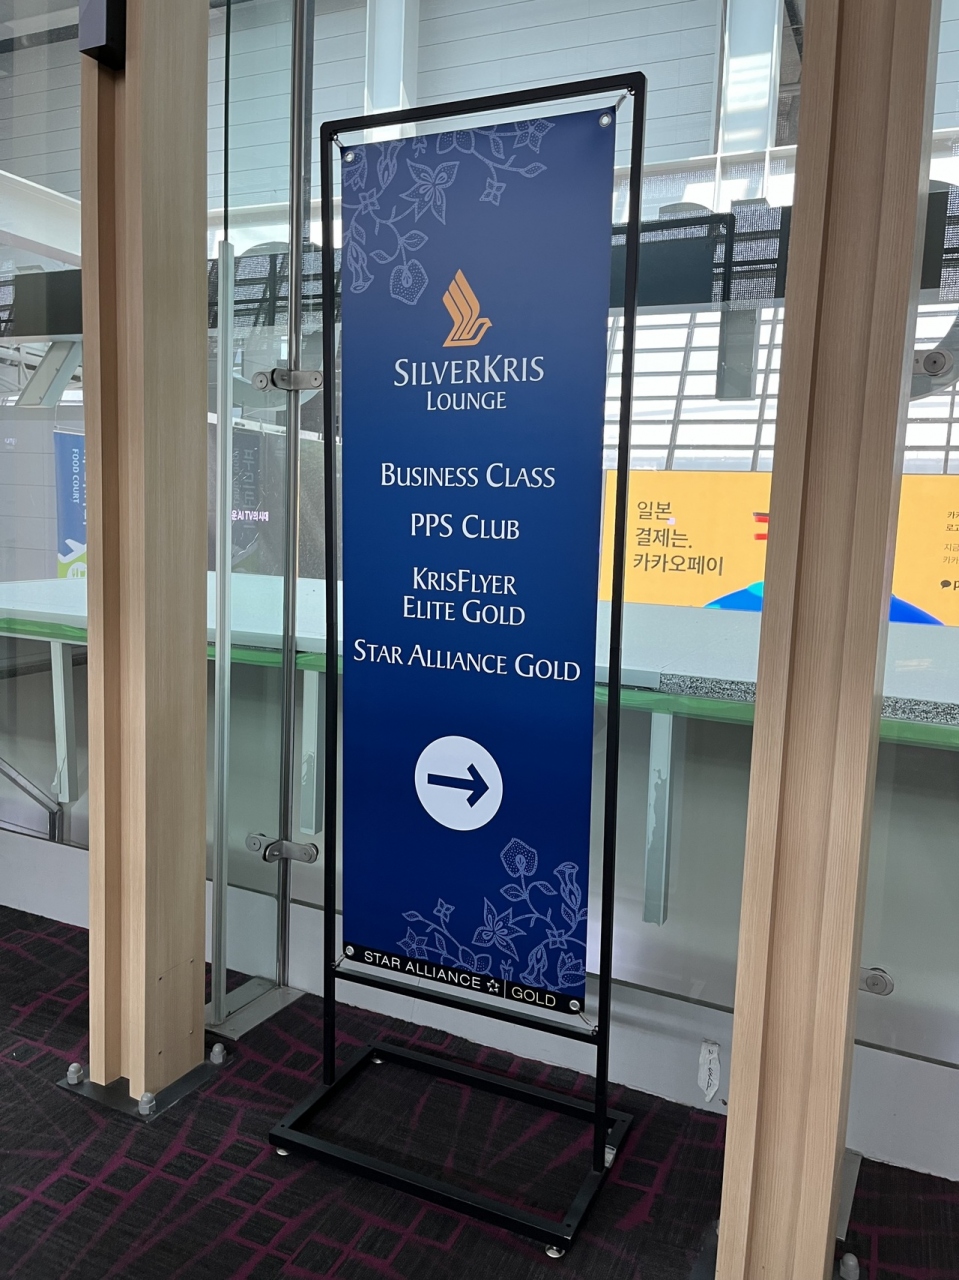 SILVERKRIS
LOUNGE
BUSINESS CLASS
PPS CLUB
KRISFLYER
ELITE GOLD
STAR ALLIANCE GOLD
STAR ALLIANCE GOLD
FOOD COURT
일본
결제는.
카카오페이